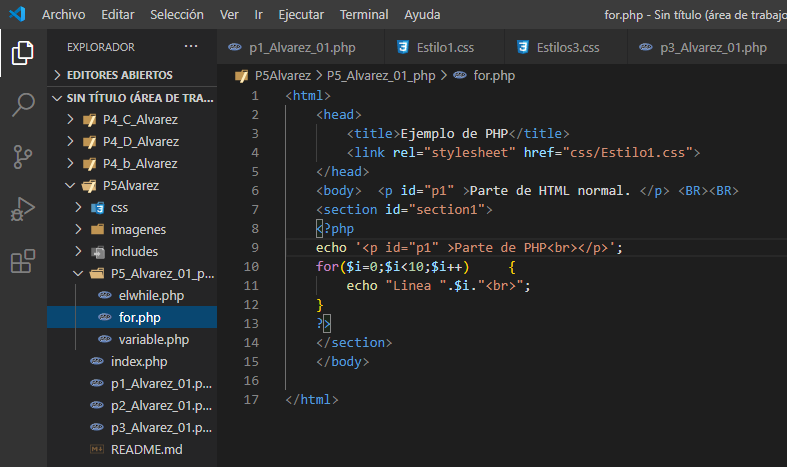 Archivo Editar Selección Ver Ir Ejecutar Terminal Ayuda for.php - Sin título (área de trabajo
EXPLORADOR ...
p1_Alvarez_01.php Estilo1.css Estilos3.css p3_Alvarez_01.php
EDITORES ABIERTOS
SIN TÍTULO (ÁREA DE TRA...
P4_C_Alvarez
P4_D_Alvarez
P4_b_Alvarez
P5Alvarez
css
imagenes
includes
P5_Alvarez_01_p...
elwhile.php
for.php
variable.php
index.php
p1_Alvarez_01.p...
p2_Alvarez_01.p...
p3_Alvarez_01.p...
README.md
P5Alvarez > P5_Alvarez_01_php > for.php
1 <html>
2 <head>
3 <title>Ejemplo de PHP</title>
4 <link rel="stylesheet" href="css/Estilo1.css">
5 </head>
6 <body> <p id="p1" >Parte de HTML normal. </p> <BR><BR>
7 <section id="section1">
8 <?php
9 echo '<p id="p1" >Parte de PHP<br></p>';
10 for($i=0;$i<10;$i++) {
11 echo "Linea ".$i."<br>";
12 }
13 ?>
14 </section>
15 </body>
16
17 </html>